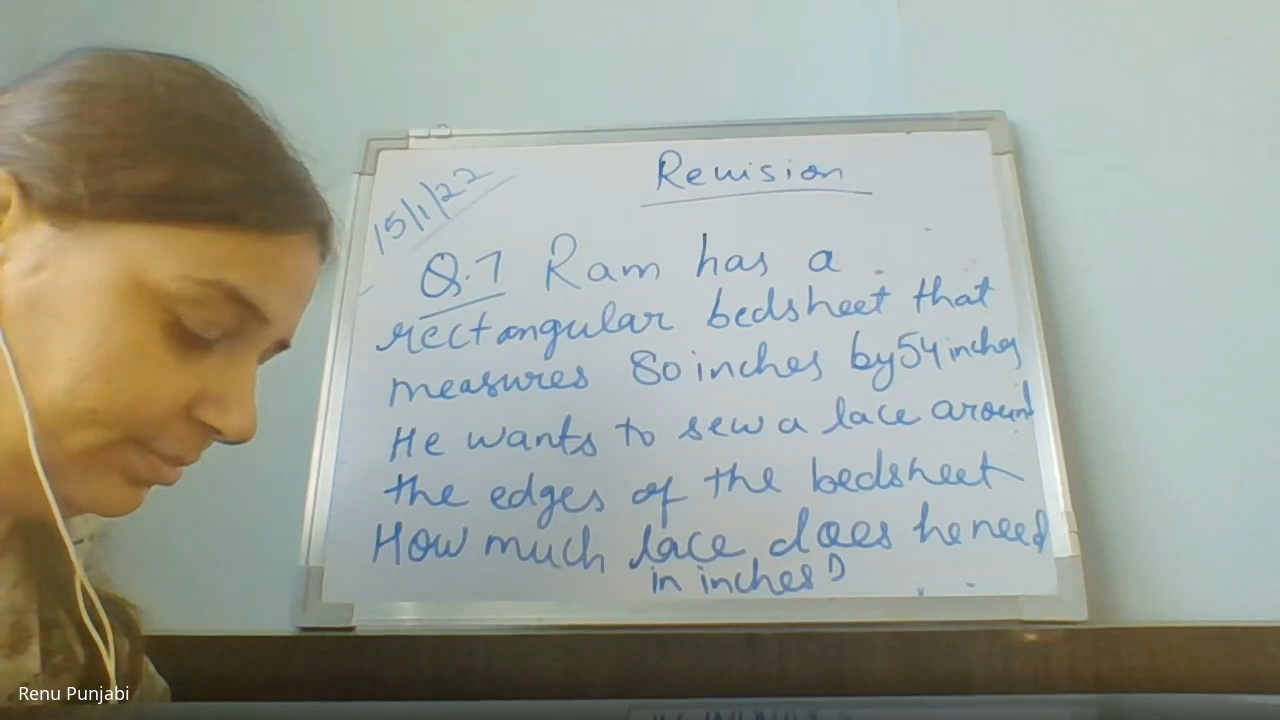 Revision
15/1/22
Q.1 Ram has a
rectangular bedsheet that
measures 80 inches by 54 inches
He wants to sew a lace around
the edges of the bedsheet
How much lace does he need
in inches?
Renu Punjabi